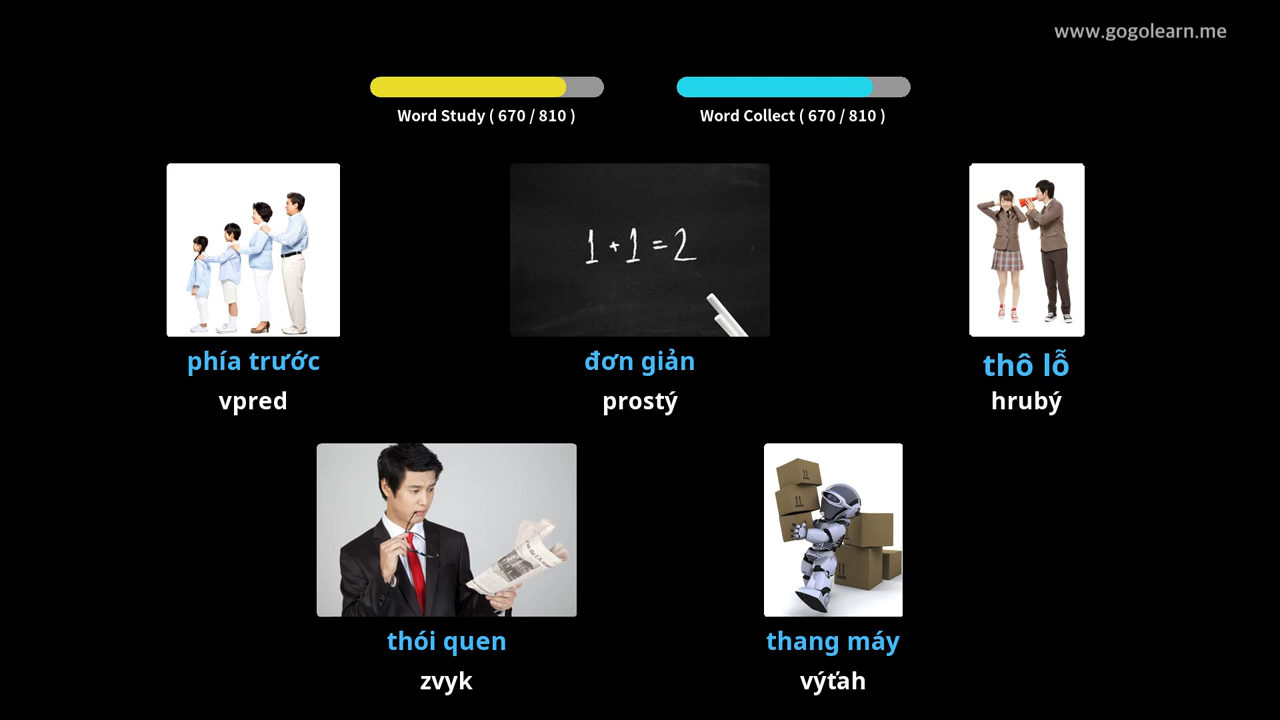 www.gogolearn.me
Word Study ( 670 / 810 )
Word Collect ( 670 / 810 )
1 + 1 = 2
phía trước
vpred
đơn giản
prostý
thô lỗ
hrubý
thói quen
zvyk
thang máy
výťah